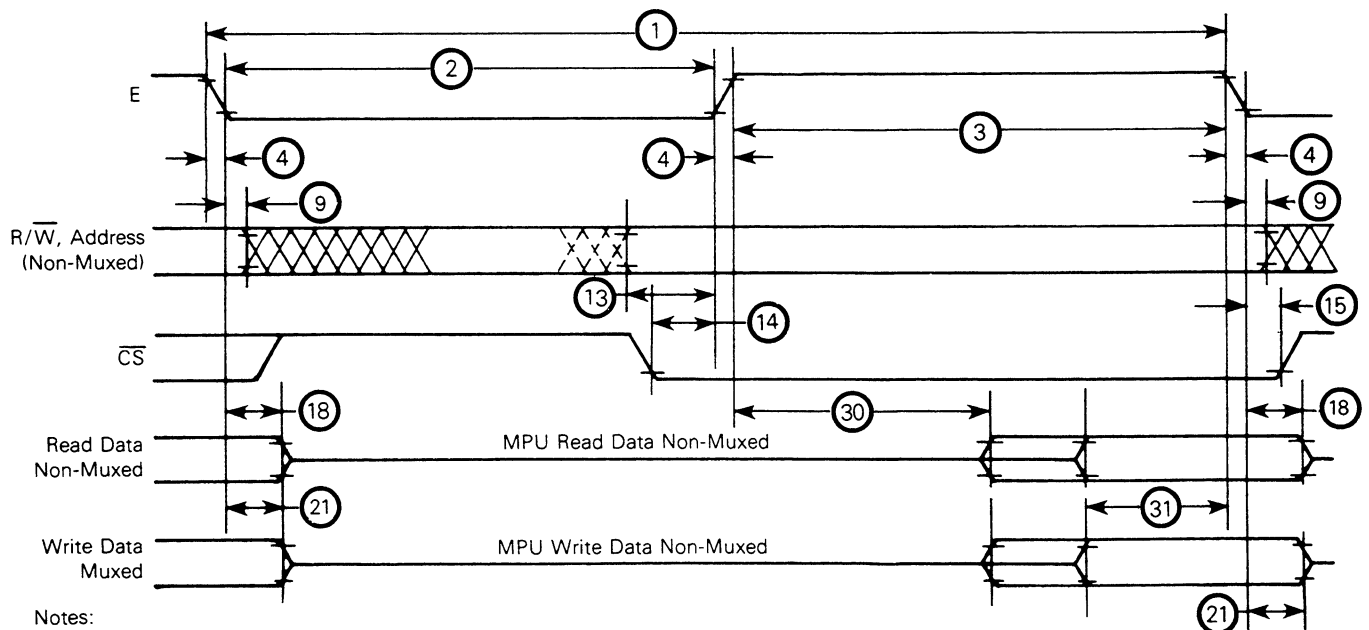 1
2
E
3
4
4
4
9
9
R/W̅, Address
(Non-Muxed)
13
14
15
C̅S̅
18
30
18
Read Data
Non-Muxed
MPU Read Data Non-Muxed
21
31
Write Data
Muxed
MPU Write Data Non-Muxed
Notes:
21